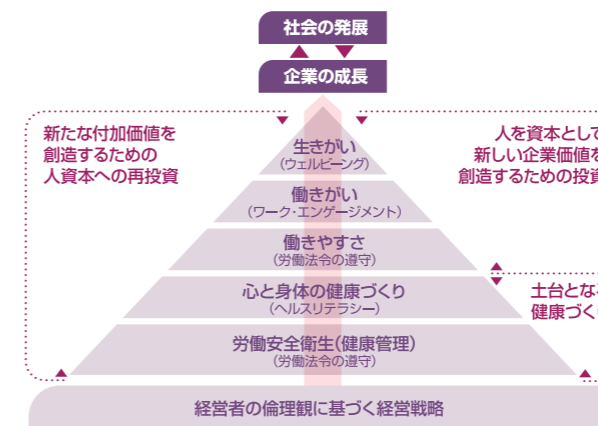 社会の発展
企業の成長
新たな付加価値を
創造するための
人資本への再投資
人を資本として
新しい企業価値を
創造するための投資
生きがい
(ウェルビーング)
働きがい
(ワーク・エンゲージメント)
働きやすさ
(労働法令の遵守)
心と身体の健康づくり
(ヘルスリテラシー)
土台とな
健康づく
労働安全衛生(健康管理)
(労働法令の遵守)
経営者の倫理観に基づく経営戦略